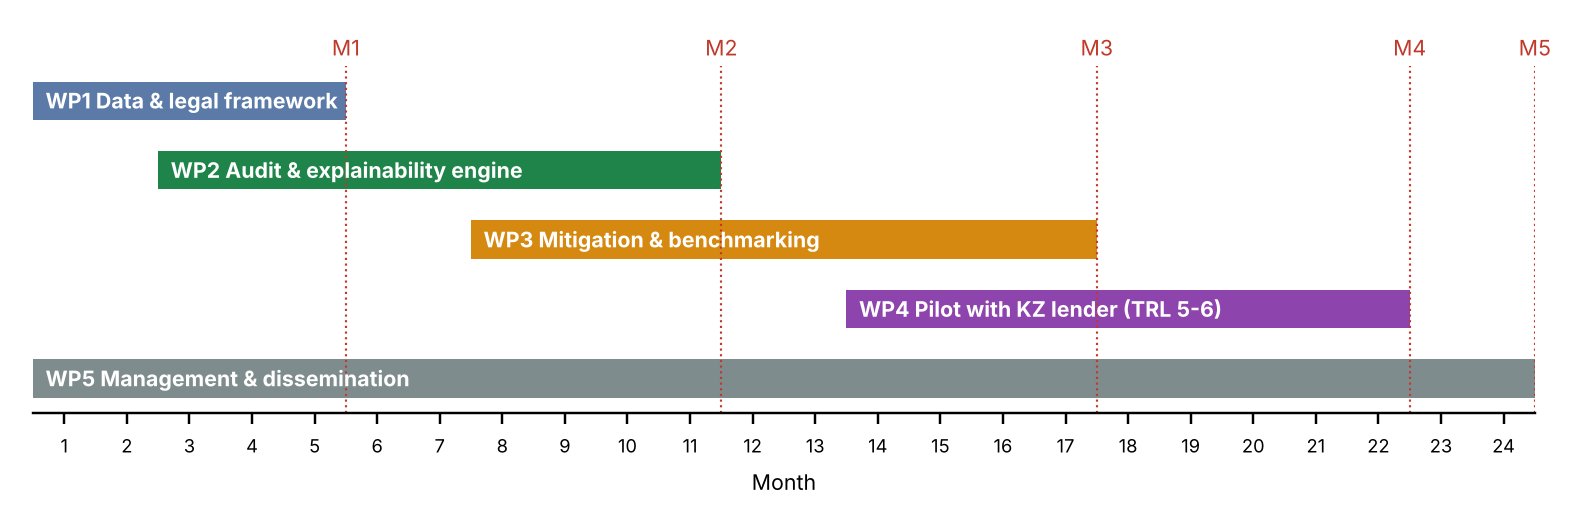 M1 M2 M3 M4 M5
WP1 Data & legal framework
WP2 Audit & explainability engine
WP3 Mitigation & benchmarking
WP4 Pilot with KZ lender (TRL 5-6)
WP5 Management & dissemination
1 2 3 4 5 6 7 8 9 10 11 12 13 14 15 16 17 18 19 20 21 22 23 24
Month